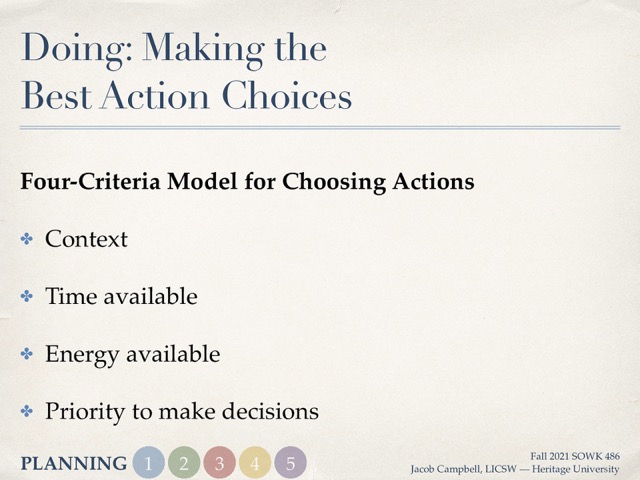 Doing: Making the
Best Action Choices
Four-Criteria Model for Choosing Actions
Context
Time available
Energy available
Priority to make decisions
PLANNING 1 2 3 4 5
Fall 2021 SOWK 486
Jacob Campbell, LICSW — Heritage University